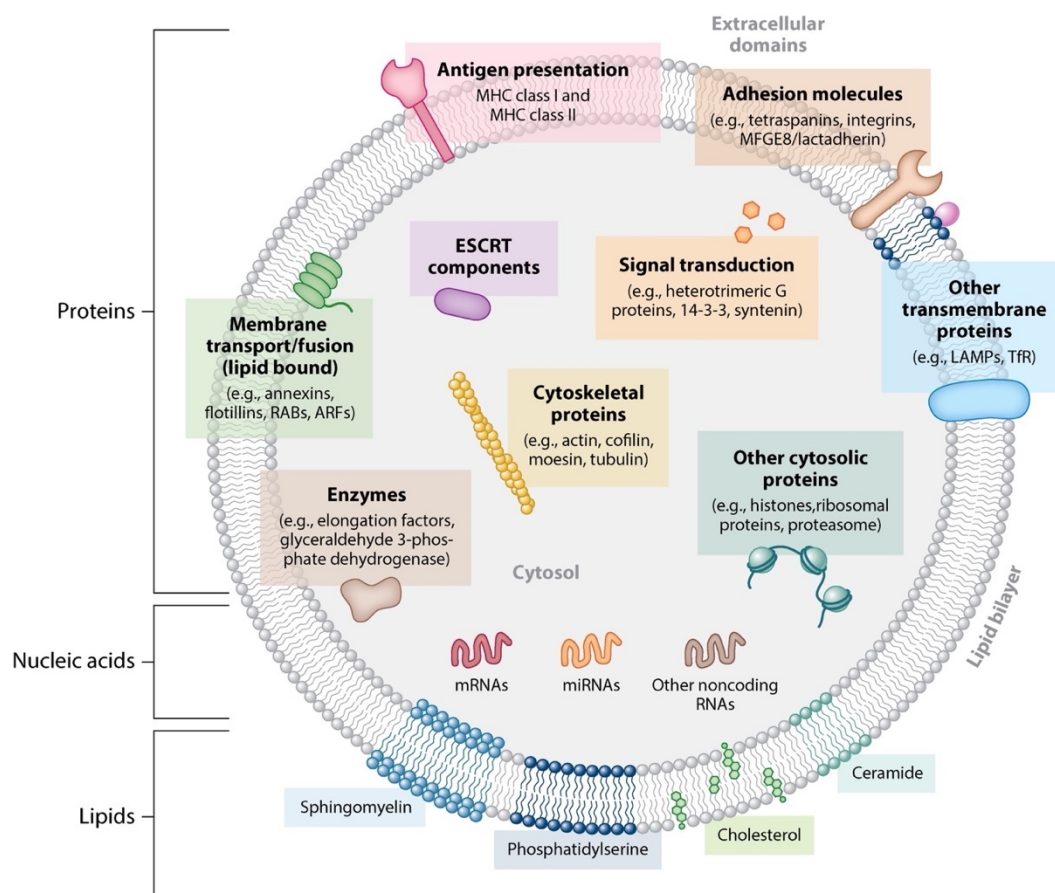 Extracellular
domains
Antigen presentation
MHC class I and
MHC class II
Adhesion molecules
(e.g., tetraspanins, integrins,
MFGE8/lactadherin)
ESCRT
components
Signal transduction
(e.g., heterotrimeric G
proteins, 14-3-3, syntenin)
Other
transmembrane
proteins
(e.g., LAMPs, TfR)
Proteins
Membrane
transport/fusion
(lipid bound)
(e.g., annexins,
flotillins, RABs, ARFs)
Cytoskeletal
proteins
(e.g., actin, cofilin,
moesin, tubulin)
Other cytosolic
proteins
(e.g., histones,ribosomal
proteins, proteasome)
Enzymes
(e.g., elongation factors,
glyceraldehyde 3-phos-
phate dehydrogenase)
Cytosol
Lipid bilayer
Nucleic acids
mRNAs
miRNAs
Other noncoding
RNAs
Lipids
Sphingomyelin
Phosphatidylserine
Cholesterol
Ceramide